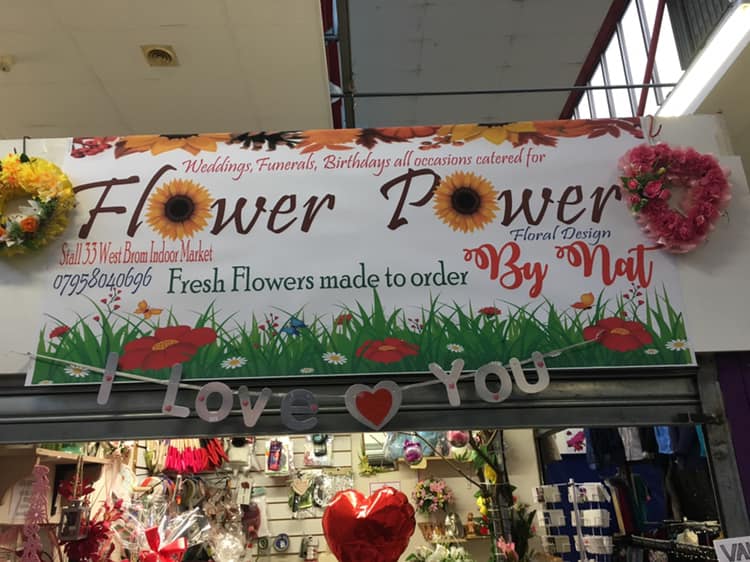 Weddings, Funerals, Birthdays all occasions catered for
Flower Power
Floral Design
By Nat
Stall 33 West Brom Indoor Market
07958040696
Fresh Flowers made to order
I Love You